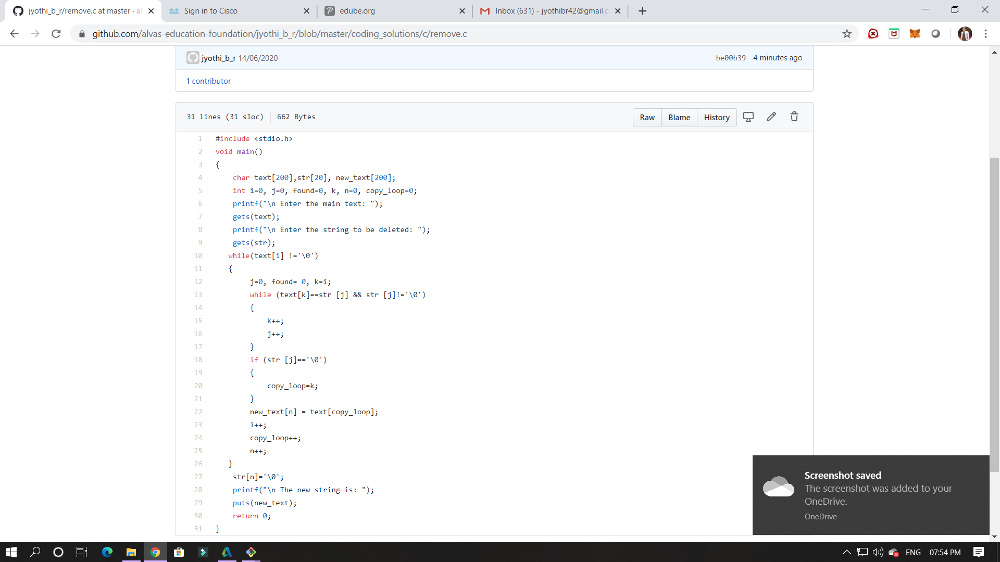 jyothi_b_r/remove.c at master · al
Sign in to Cisco
edube.org
Inbox (631) - jyothibr42@gmail.c
github.com/alvas-education-foundation/jyothi_b_r/blob/master/coding_solutions/c/remove.c
jyothi_b_r 14/06/2020
be00b39 4 minutes ago
1 contributor
31 lines (31 sloc) 662 Bytes
Raw Blame History
1 #include <stdio.h>
2 void main()
3 {
4 char text[200],str[20], new_text[200];
5 int i=0, j=0, found=0, k, n=0, copy_loop=0;
6 printf("\n Enter the main text: ");
7 gets(text);
8 printf("\n Enter the string to be deleted: ");
9 gets(str);
10 while(text[i] !='\0')
11 {
12 j=0, found= 0, k=i;
13 while (text[k]==str [j] && str [j]!='\0')
14 {
15 k++;
16 j++;
17 }
18 if (str [j]=='\0')
19 {
20 copy_loop=k;
21 }
22 new_text[n] = text[copy_loop];
23 i++;
24 copy_loop++;
25 n++;
26 }
27 str[n]='\0';
28 printf("\n The new string is: ");
29 puts(new_text);
30 return 0;
31 }
Screenshot saved
The screenshot was added to your
OneDrive.
OneDrive
ENG 07:54 PM